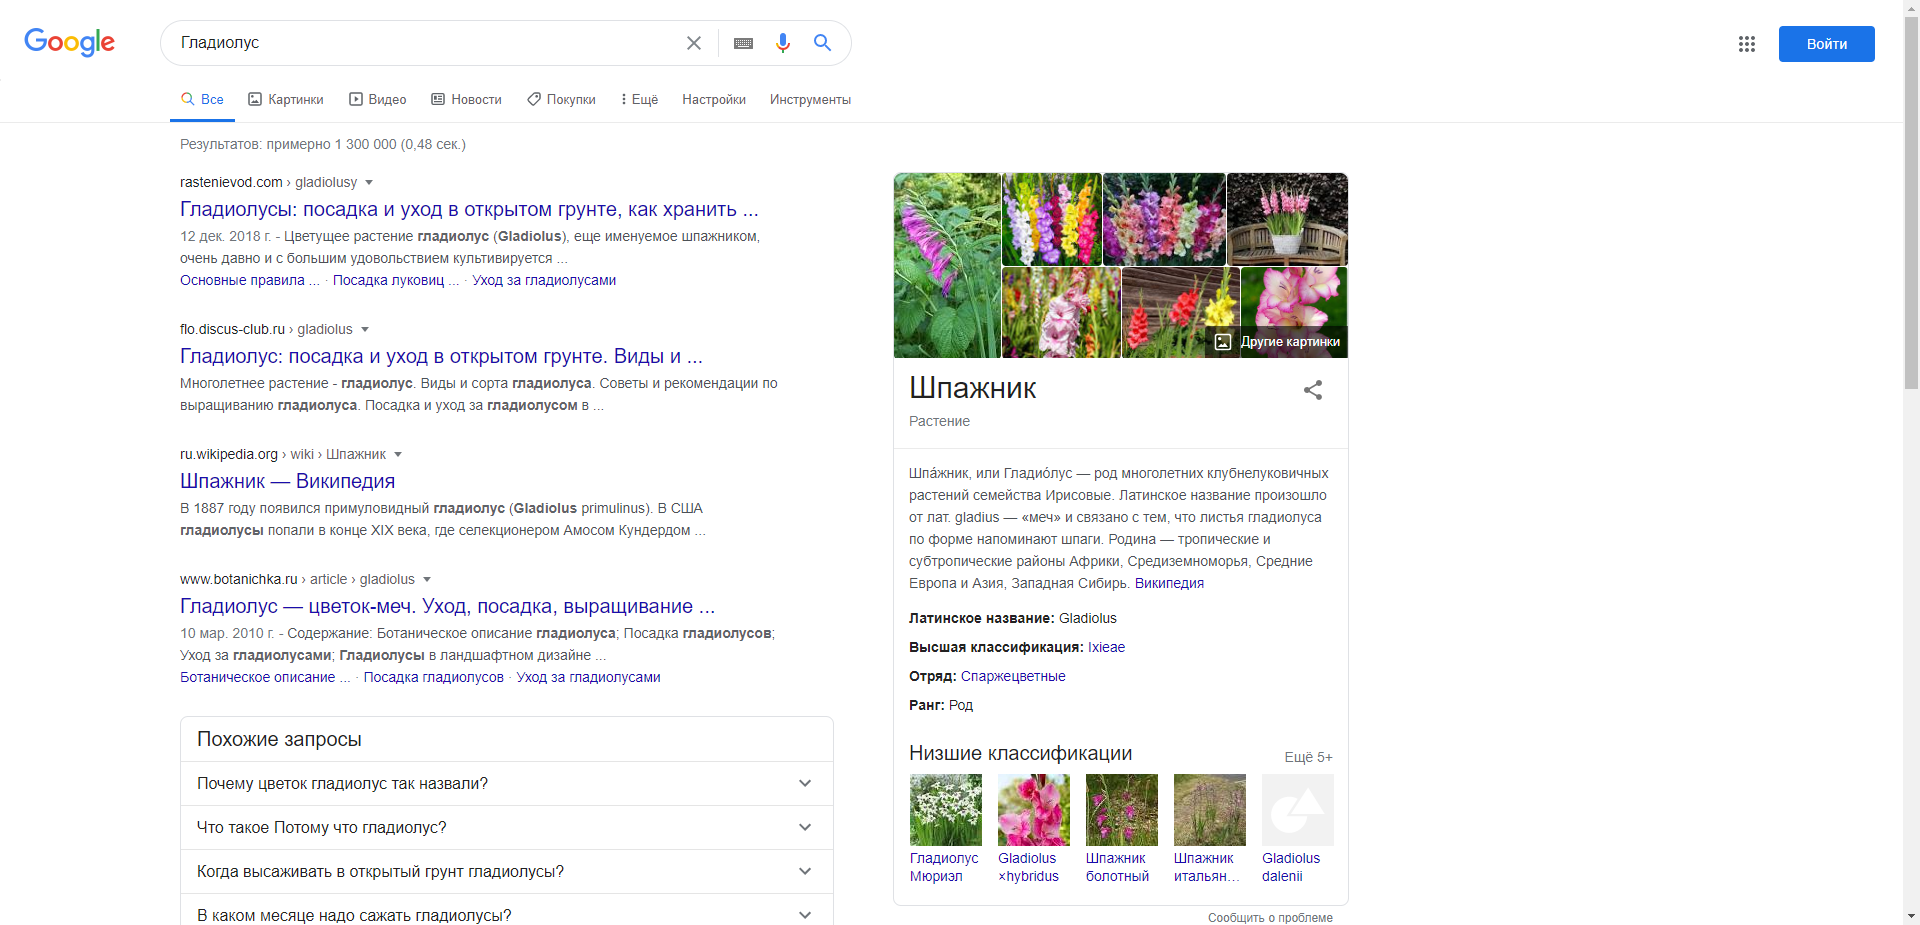 Google
Гладиолус
Войти
Все
Картинки
Видео
Новости
Покупки
Ещё
Настройки
Инструменты
Результатов: примерно 1 300 000 (0,48 сек.)
rastenievod.com › gladiolusy
Гладиолусы: посадка и уход в открытом грунте, как хранить ...
12 дек. 2018 г. - Цветущее растение гладиолус (Gladiolus), еще именуемое шпажником,
очень давно и с большим удовольствием культивируется ...
Основные правила ... · Посадка луковиц ... · Уход за гладиолусами
flo.discus-club.ru › gladiolus
Гладиолус: посадка и уход в открытом грунте. Виды и ...
Многолетнее растение - гладиолус. Виды и сорта гладиолуса. Советы и рекомендации по
выращиванию гладиолуса. Посадка и уход за гладиолусом в ...
ru.wikipedia.org › wiki › Шпажник
Шпажник — Википедия
В 1887 году появился примуловидный гладиолус (Gladiolus primulinus). В США
гладиолусы попали в конце XIX века, где селекционером Амосом Кундердом ...
www.botanichka.ru › article › gladiolus
Гладиолус — цветок-меч. Уход, посадка, выращивание ...
10 мар. 2010 г. - Содержание: Ботаническое описание гладиолуса; Посадка гладиолусов;
Уход за гладиолусами; Гладиолусы в ландшафтном дизайне ...
Ботаническое описание ... · Посадка гладиолусов · Уход за гладиолусами
Похожие запросы
Почему цветок гладиолус так назвали?
Что такое Потому что гладиолус?
Когда высаживать в открытый грунт гладиолусы?
В каком месяце надо сажать гладиолусы?
Другие картинки
Шпажник
Растение
Шпа́жник, или Гладио́лус — род многолетних клубнелуковичных
растений семейства Ирисовые. Латинское название произошло
от лат. gladius — «меч» и связано с тем, что листья гладиолуса
по форме напоминают шпаги. Родина — тропические и
субтропические районы Африки, Средиземноморья, Средние
Европа и Азия, Западная Сибирь. Википедия
Латинское название: Gladiolus
Высшая классификация: Ixieae
Отряд: Спаржецветные
Ранг: Род
Низшие классификации
Ещё 5+
Гладиолус
Мюриэл
Gladiolus
×hybridus
Шпажник
болотный
Шпажник
итальян...
Gladiolus
dalenii
Сообщить о проблеме